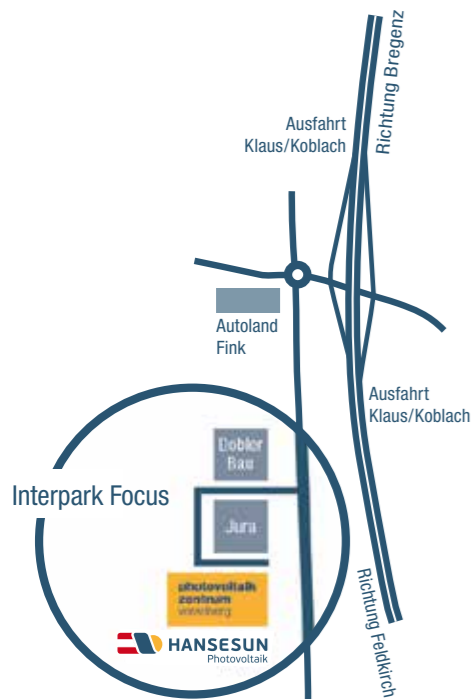 Richtung Bregenz
Ausfahrt
Klaus/Koblach
Autoland
Fink
Ausfahrt
Klaus/Koblach
Dobler
Bau
Interpark Focus
Jura
photovoltaik
zentrum
vorarlberg
Richtung Feldkirch
HANSESUN
Photovoltaik